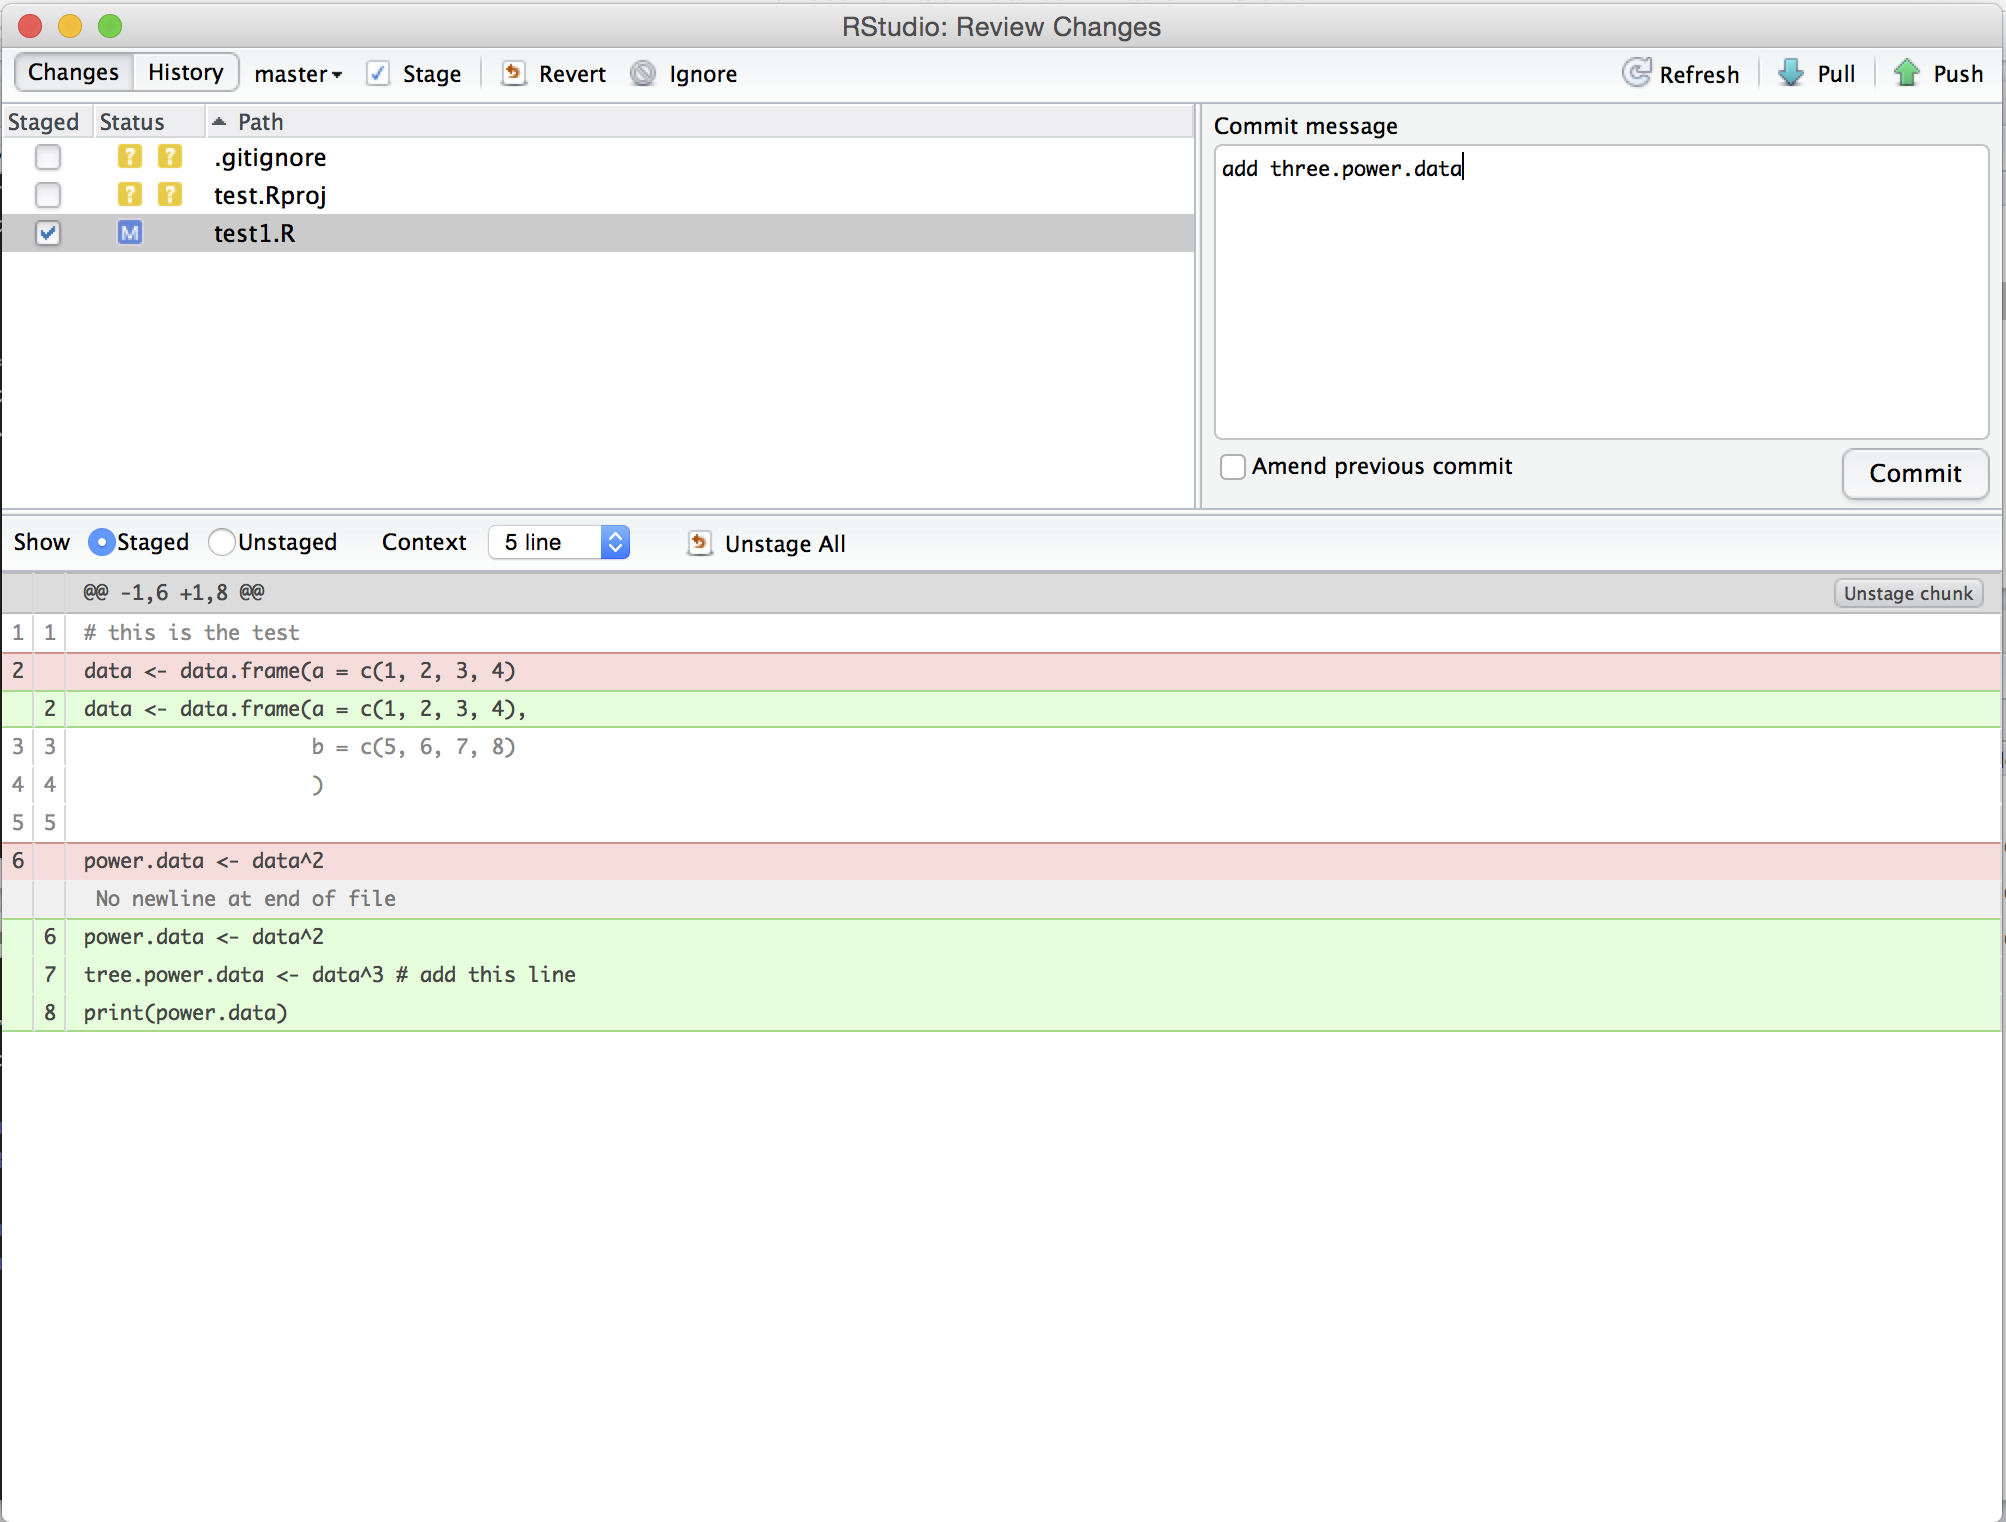 RStudio: Review Changes
Changes History master Stage Revert Ignore Refresh Pull Push
Staged Status Path
? ? .gitignore
? ? test.Rproj
M test1.R
Commit message
add three.power.data
Amend previous commit Commit
Show Staged Unstaged Context 5 line Unstage All
@@ -1,6 +1,8 @@ Unstage chunk
1 1 # this is the test
2 data <- data.frame(a = c(1, 2, 3, 4)
2 data <- data.frame(a = c(1, 2, 3, 4),
3 3 b = c(5, 6, 7, 8)
4 4 )
5 5
6 power.data <- data^2
No newline at end of file
6 power.data <- data^2
7 tree.power.data <- data^3 # add this line
8 print(power.data)